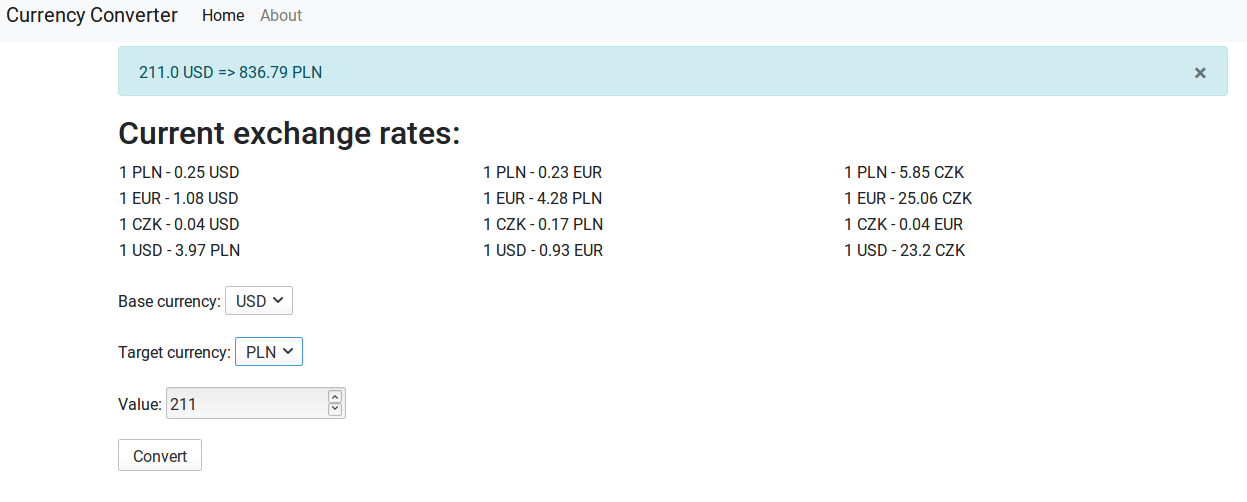 Currency Converter Home About
211.0 USD => 836.79 PLN ×
Current exchange rates:
1 PLN - 0.25 USD 1 PLN - 0.23 EUR 1 PLN - 5.85 CZK
1 EUR - 1.08 USD 1 EUR - 4.28 PLN 1 EUR - 25.06 CZK
1 CZK - 0.04 USD 1 CZK - 0.17 PLN 1 CZK - 0.04 EUR
1 USD - 3.97 PLN 1 USD - 0.93 EUR 1 USD - 23.2 CZK
Base currency: USD
Target currency: PLN
Value: 211
Convert